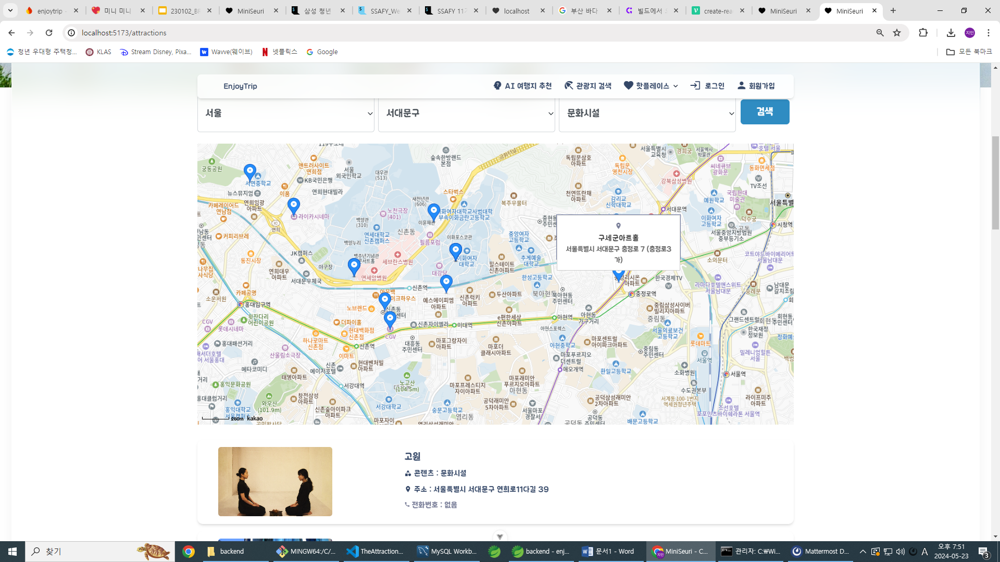 enjoytrip -
미니 미니
230102_BF
MiniSeuri
삼성 청년
SSAFY_We
SSAFY 11기
localhost
부산 바다
빌드에서
create-rea
MiniSeuri
MiniSeuri
localhost:5173/attractions
지민
청년 우대형 주택청...
KLAS
Stream Disney, Pixa...
Wavve(웨이브)
넷플릭스
Google
모든 북마크
EnjoyTrip
AI 여행지 추천
관광지 검색
핫플레이스
로그인
회원가입
서울
서대문구
문화시설
검색
숲속한방랜드
본점
금화터널
독립문삼호
아파트
서울특별시
교육청
경희궁
서울역사
박물관
호텔 서울
궁동공원
앤트러사이트
연희점
서울
외국인학교
대우관
(513)
독립문
영천시장
씨네큐브
광화문
동화면세점
서연중학교
KB국민은행
강북삼성병원
TV조선
뉴스뮤지엄
이품
연희현대빌라
스타벅스
천연뜨란채
아파트
감리교
신학대학교
예원학교
국립현대
미술관
서울특별
카페레이어드
연남점
연희임광
아파트
라이카시네마
새천년관
(606)
노천극장
(401)
복주우물터
이화여자대학교사범대학
부속이화금란고등학교
서대문역
이화여자
고등학교
덕수궁
백양관
(310)
이윤재관
신촌동
연희
커피리브레
연세대학교
신촌캠퍼스
백양누리
필름포럼
이화포스코관
중앙여자
고등학교
구세군아트홀
서울특별시 서대문구 충정로 7 (충정로3
가)
서울중앙지방법원
중부등기소
시청역
동진시장
JK캠퍼스
야구장
백주년기념관
콘서트홀
세브란스병원
이화여자
대학교
추계예술
대학교
소의문터
코트야드바이메리어트
서울남대문
연희대우
아파트
서대문우체국
연세암병원
대강당
힐스테이트
신촌아파트
한성고등학교
충정리시온
아파트
한국경제TV
라마다호텔앤스위트
서울남대문
숭례문
남대문
갈치조림
카페공명
신촌역
소운서원
홍대입구역
예스에이피엠
아파트
신촌럭키
아파트
두산아파트
북아현동
북아현동
주민센터
충정로역
노브랜드
중림삼성사이버
빌리지아파트
중림동
그랜드센트럴
회현동
주민센터
CGV
롯데시네마
왓잔다리
어린이공원
더파이홀
현대백화점
신촌점
CGV
신촌자이엘라
이대역
e편한세상
신촌아파트
아현역
아현동
가구거리
아현스포렉스
서울의료보건
고등학교
한국재정
정보원
홍대패션거리
하나로마트
신촌점
신촌역
대흥동
주민센터
마포그랑자이
아파트
마포더
클래시아파트
아현중학교
마포센트럴
아이파크아파트
롯데마트
산울림소극장
이마트
현대벤처빌
아파트
마포푸르지오
더센트럴
애오개역
중림동
주민센터
서울역
밀레니엄힐튼
서울
메타코미디
신촌
메이저호텔
태영아파트
환일고등학교
소화병원
서울역
홍익문화공원
서강대역
노고산
(104.5m)
마포프레스티지
자이아파트
마포래미안
푸르지오아파트
아현동
수도권본부
홍대클럽거리
와우산
(101.9m)
창전삼성
아파트
서강대학교
공덕래미안
5차아파트
공덕삼성래미안
2차아파트
서계동 100-1번지
역세권청년주택
라이프미주
아파트
홍익대학교
신촌숲아이파크
아파트
숭문고등학교
염리동
서울마포
경찰서
공덕동
주민센터
배문고등학교
조선호텔
포포인츠바이쉐라톤 서울역
250m
kakao
마포자이
공덕동
고원
콘텐츠 : 문화시설
주소 : 서울특별시 서대문구 연희로11다길 39
전화번호 : 없음
찾기
backend
MINGW64:/C/...
TheAttraction...
MySQL Workb...
backend - enj...
문서1 - Word
MiniSeuri - C...
관리자: C:₩Wi...
Mattermost D...
A
오후 7:51
2024-05-23
3